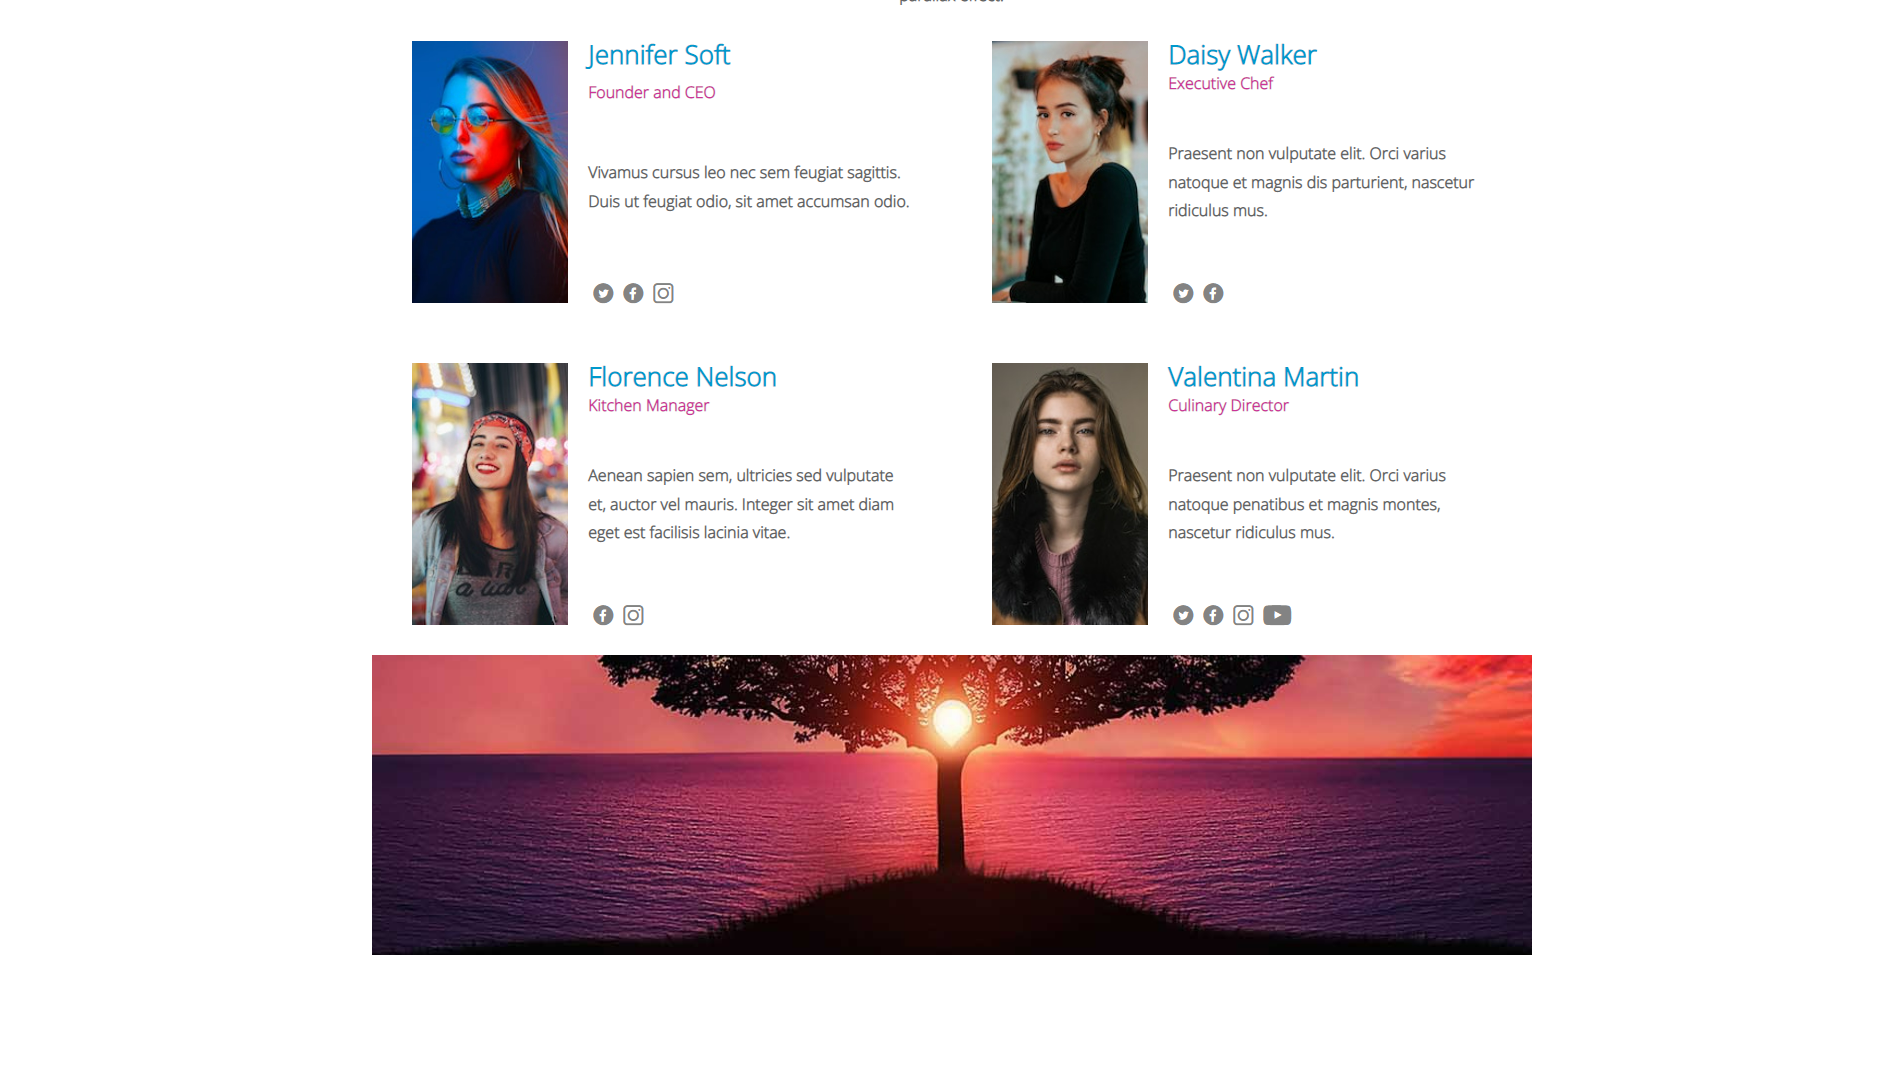 parallax effect.
Jennifer Soft
Founder and CEO
Vivamus cursus leo nec sem feugiat sagittis.
Duis ut feugiat odio, sit amet accumsan odio.
Daisy Walker
Executive Chef
Praesent non vulputate elit. Orci varius
natoque et magnis dis parturient, nascetur
ridiculus mus.
Florence Nelson
Kitchen Manager
Aenean sapien sem, ultricies sed vulputate
et, auctor vel mauris. Integer sit amet diam
eget est facilisis lacinia vitae.
Valentina Martin
Culinary Director
Praesent non vulputate elit. Orci varius
natoque penatibus et magnis montes,
nascetur ridiculus mus.